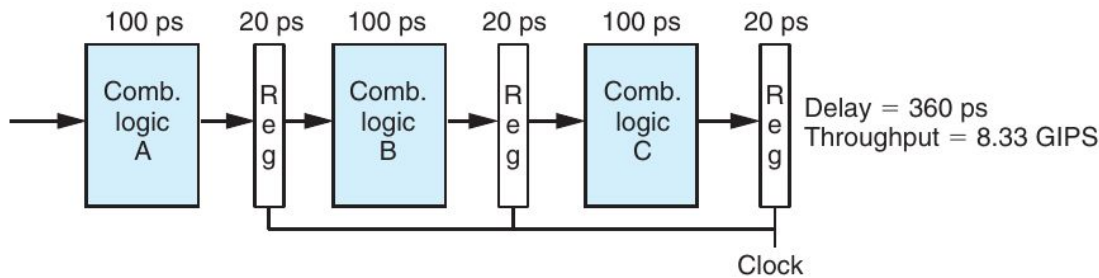 100 ps 20 ps 100 ps 20 ps 100 ps 20 ps
Comb.
logic
A
R
e
g
Comb.
logic
B
R
e
g
Comb.
logic
C
R
e
g
Delay = 360 ps
Throughput = 8.33 GIPS
Clock